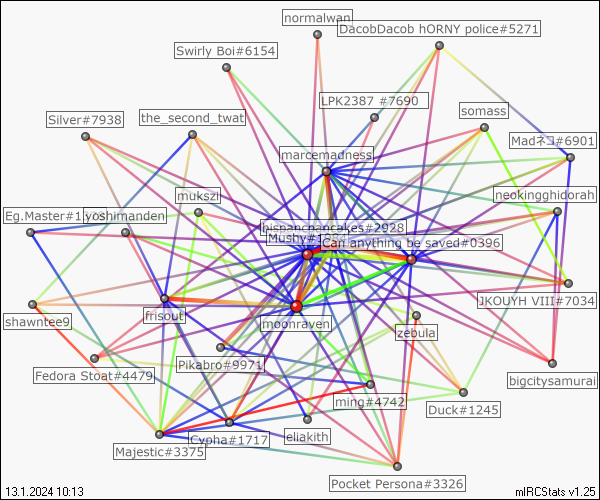 normalwan
DacobDacob hORNY police#5271
Swirly Boi#6154
LPK2387 #7690
somass
Silver#7938
the_second_twat
Madネコ#6901
marcemadness
mukszi
neokingghidorah
Eg.Master#1
yoshimanden
hispancpancakes#2928
Mushy#1984
Can anything be saved#0396
JKOUYH VIII#7034
shawntee9
frisout
moonraven
zebula
Fedora Stoat#4479
Pikabro#9971
bigcitysamurai
ming#4742
Duck#1245
Majestic#3375
Cypha#1717
eliakith
Pocket Persona#3326
13.1.2024 10:13
mIRCStats v1.25